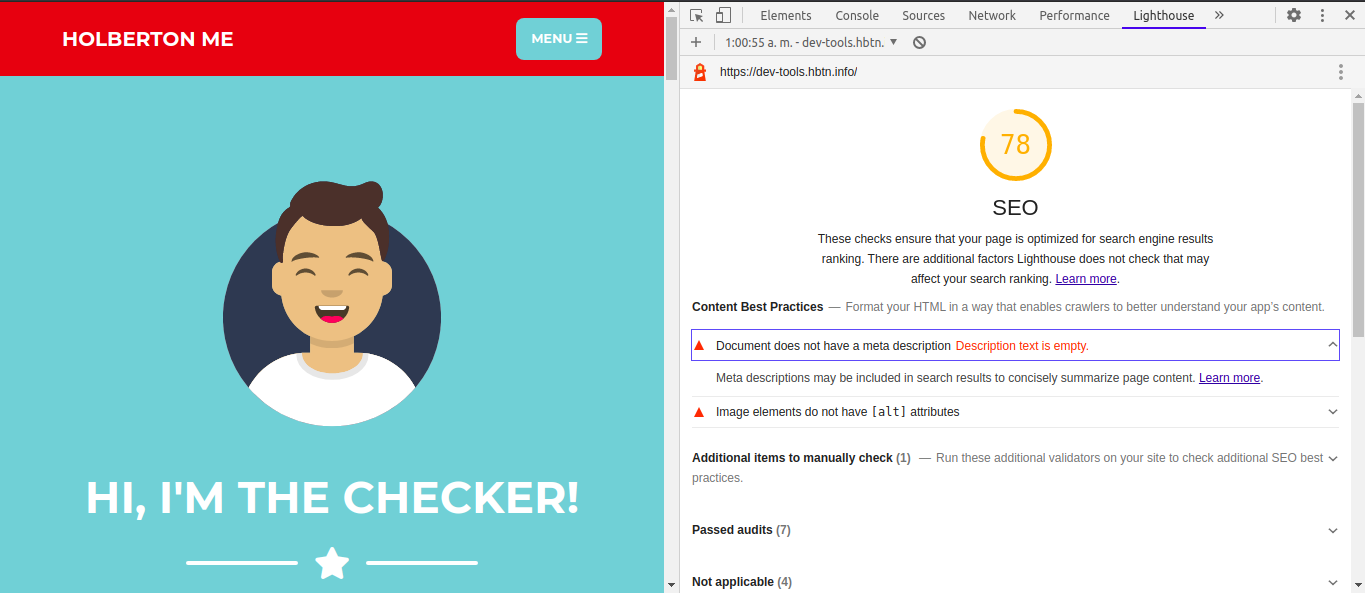 HOLBERTON ME
MENU
HI, I'M THE CHECKER!
Elements Console Sources Network Performance Lighthouse
1:00:55 a. m. - dev-tools.hbtn.
https://dev-tools.hbtn.info/
78
SEO
These checks ensure that your page is optimized for search engine results
ranking. There are additional factors Lighthouse does not check that may
affect your search ranking. Learn more.
Content Best Practices — Format your HTML in a way that enables crawlers to better understand your app's content.
Document does not have a meta description Description text is empty.
Meta descriptions may be included in search results to concisely summarize page content. Learn more.
Image elements do not have [alt] attributes
Additional items to manually check (1) — Run these additional validators on your site to check additional SEO best
practices.
Passed audits (7)
Not applicable (4)